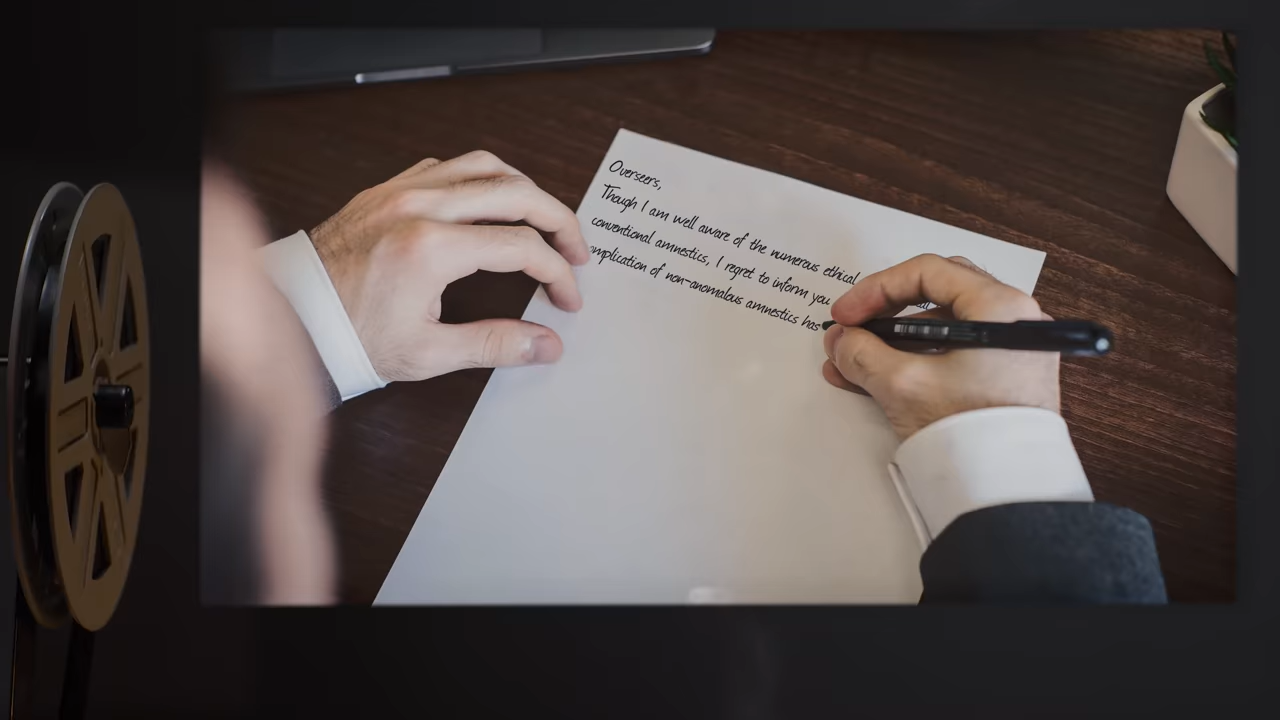 Overseers,
Though I am well aware of the numerous ethical
conventional amnestics, I regret to inform you
omplication of non-anomalous amnestics has